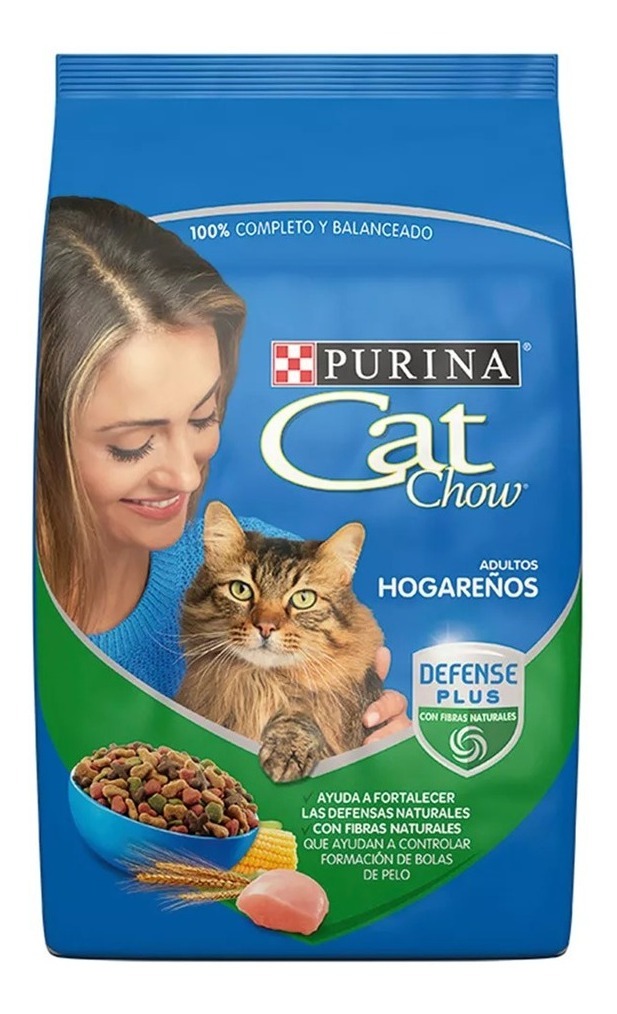 100% COMPLETO Y BALANCEADO
PURINA®
Cat
Chow®
ADULTOS
HOGAREÑOS
DEFENSE
PLUS
CON FIBRAS NATURALES
✓ AYUDA A FORTALECER
LAS DEFENSAS NATURALES
✓ CON FIBRAS NATURALES
QUE AYUDAN A CONTROLAR
FORMACIÓN DE BOLAS
DE PELO